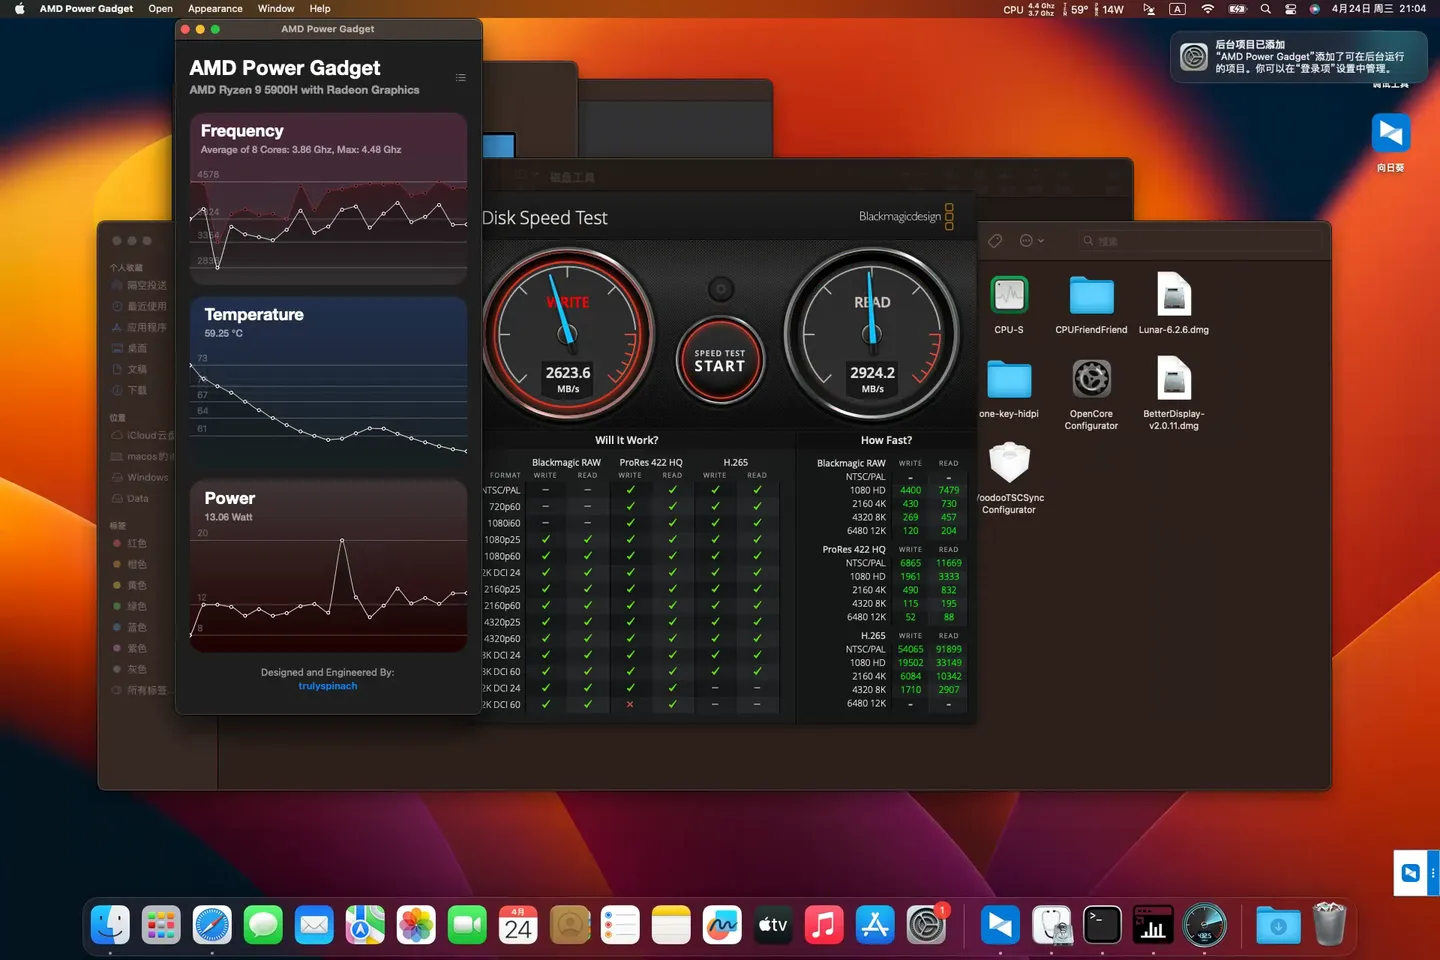 AMD Power Gadget Open Appearance Window Help
CPU 4.4 Ghz 3.7 Ghz 59° 14W A 4月24日 周三 21:04
AMD Power Gadget
AMD Power Gadget
AMD Ryzen 9 5900H with Radeon Graphics
Frequency
Average of 8 Cores: 3.86 Ghz, Max: 4.48 Ghz
4578
3354
Temperature
59.25 °C
73
67
64
61
Power
13.06 Watt
20
12
8
Designed and Engineered By:
trulyspinach
个人收藏
隔空投送
最近使用
应用程序
桌面
文稿
下载
位置
iCloud云
macos的
Windows
Data
标签
红色
橙色
黄色
绿色
蓝色
紫色
灰色
所有标签...
磁盘工具
Disk Speed Test
Blackmagicdesign
WRITE
2623.6
MB/s
SPEED TEST
START
READ
2924.2
MB/s
Will It Work?
Blackmagic RAW ProRes 422 HQ H.265
FORMAT WRITE READ WRITE READ WRITE READ
NTSC/PAL – – ✓ ✓ ✓ ✓
720p60 – – ✓ ✓ ✓ ✓
1080i60 – – ✓ ✓ ✓ ✓
1080p25 ✓ ✓ ✓ ✓ ✓ ✓
1080p60 ✓ ✓ ✓ ✓ ✓ ✓
2K DCI 24 ✓ ✓ ✓ ✓ ✓ ✓
2160p25 ✓ ✓ ✓ ✓ ✓ ✓
2160p60 ✓ ✓ ✓ ✓ ✓ ✓
4320p25 ✓ ✓ ✓ ✓ ✓ ✓
4320p60 ✓ ✓ ✓ ✓ ✓ ✓
8K DCI 24 ✓ ✓ ✓ ✓ ✓ ✓
8K DCI 60 ✓ ✓ ✓ ✓ ✓ ✓
2K DCI 24 ✓ ✓ ✓ ✓ – –
2K DCI 60 ✓ ✓ ✗ ✓ – –
How Fast?
Blackmagic RAW WRITE READ
NTSC/PAL - -
1080 HD 4400 7479
2160 4K 430 730
4320 8K 269 457
6480 12K 120 204
ProRes 422 HQ WRITE READ
NTSC/PAL 6865 11669
1080 HD 1961 3333
2160 4K 490 832
4320 8K 115 195
6480 12K 52 88
H.265 WRITE READ
NTSC/PAL 54065 91899
1080 HD 19502 33149
2160 4K 6084 10342
4320 8K 1710 2907
6480 12K - -
搜索
CPU-S
CPUFriendFriend
Lunar-6.2.6.dmg
one-key-hidpi
OpenCore
Configurator
BetterDisplay-
v2.0.11.dmg
VoodooTSCSync
Configurator
后台项目已添加
“AMD Power Gadget”添加了可在后台运行
的项目。你可以在“登录项”设置中管理。
调试工具
向日葵
4月
24
tv
1